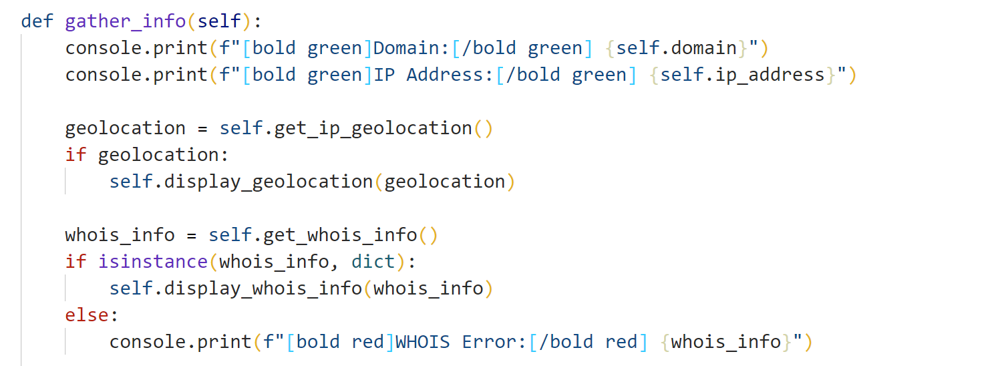 def gather_info(self):
    console.print(f"[bold green]Domain:[/bold green] {self.domain}")
    console.print(f"[bold green]IP Address:[/bold green] {self.ip_address}")
    geolocation = self.get_ip_geolocation()
    if geolocation:
        self.display_geolocation(geolocation)
    whois_info = self.get_whois_info()
    if isinstance(whois_info, dict):
        self.display_whois_info(whois_info)
    else:
        console.print(f"[bold red]WHOIS Error:[/bold red] {whois_info}")